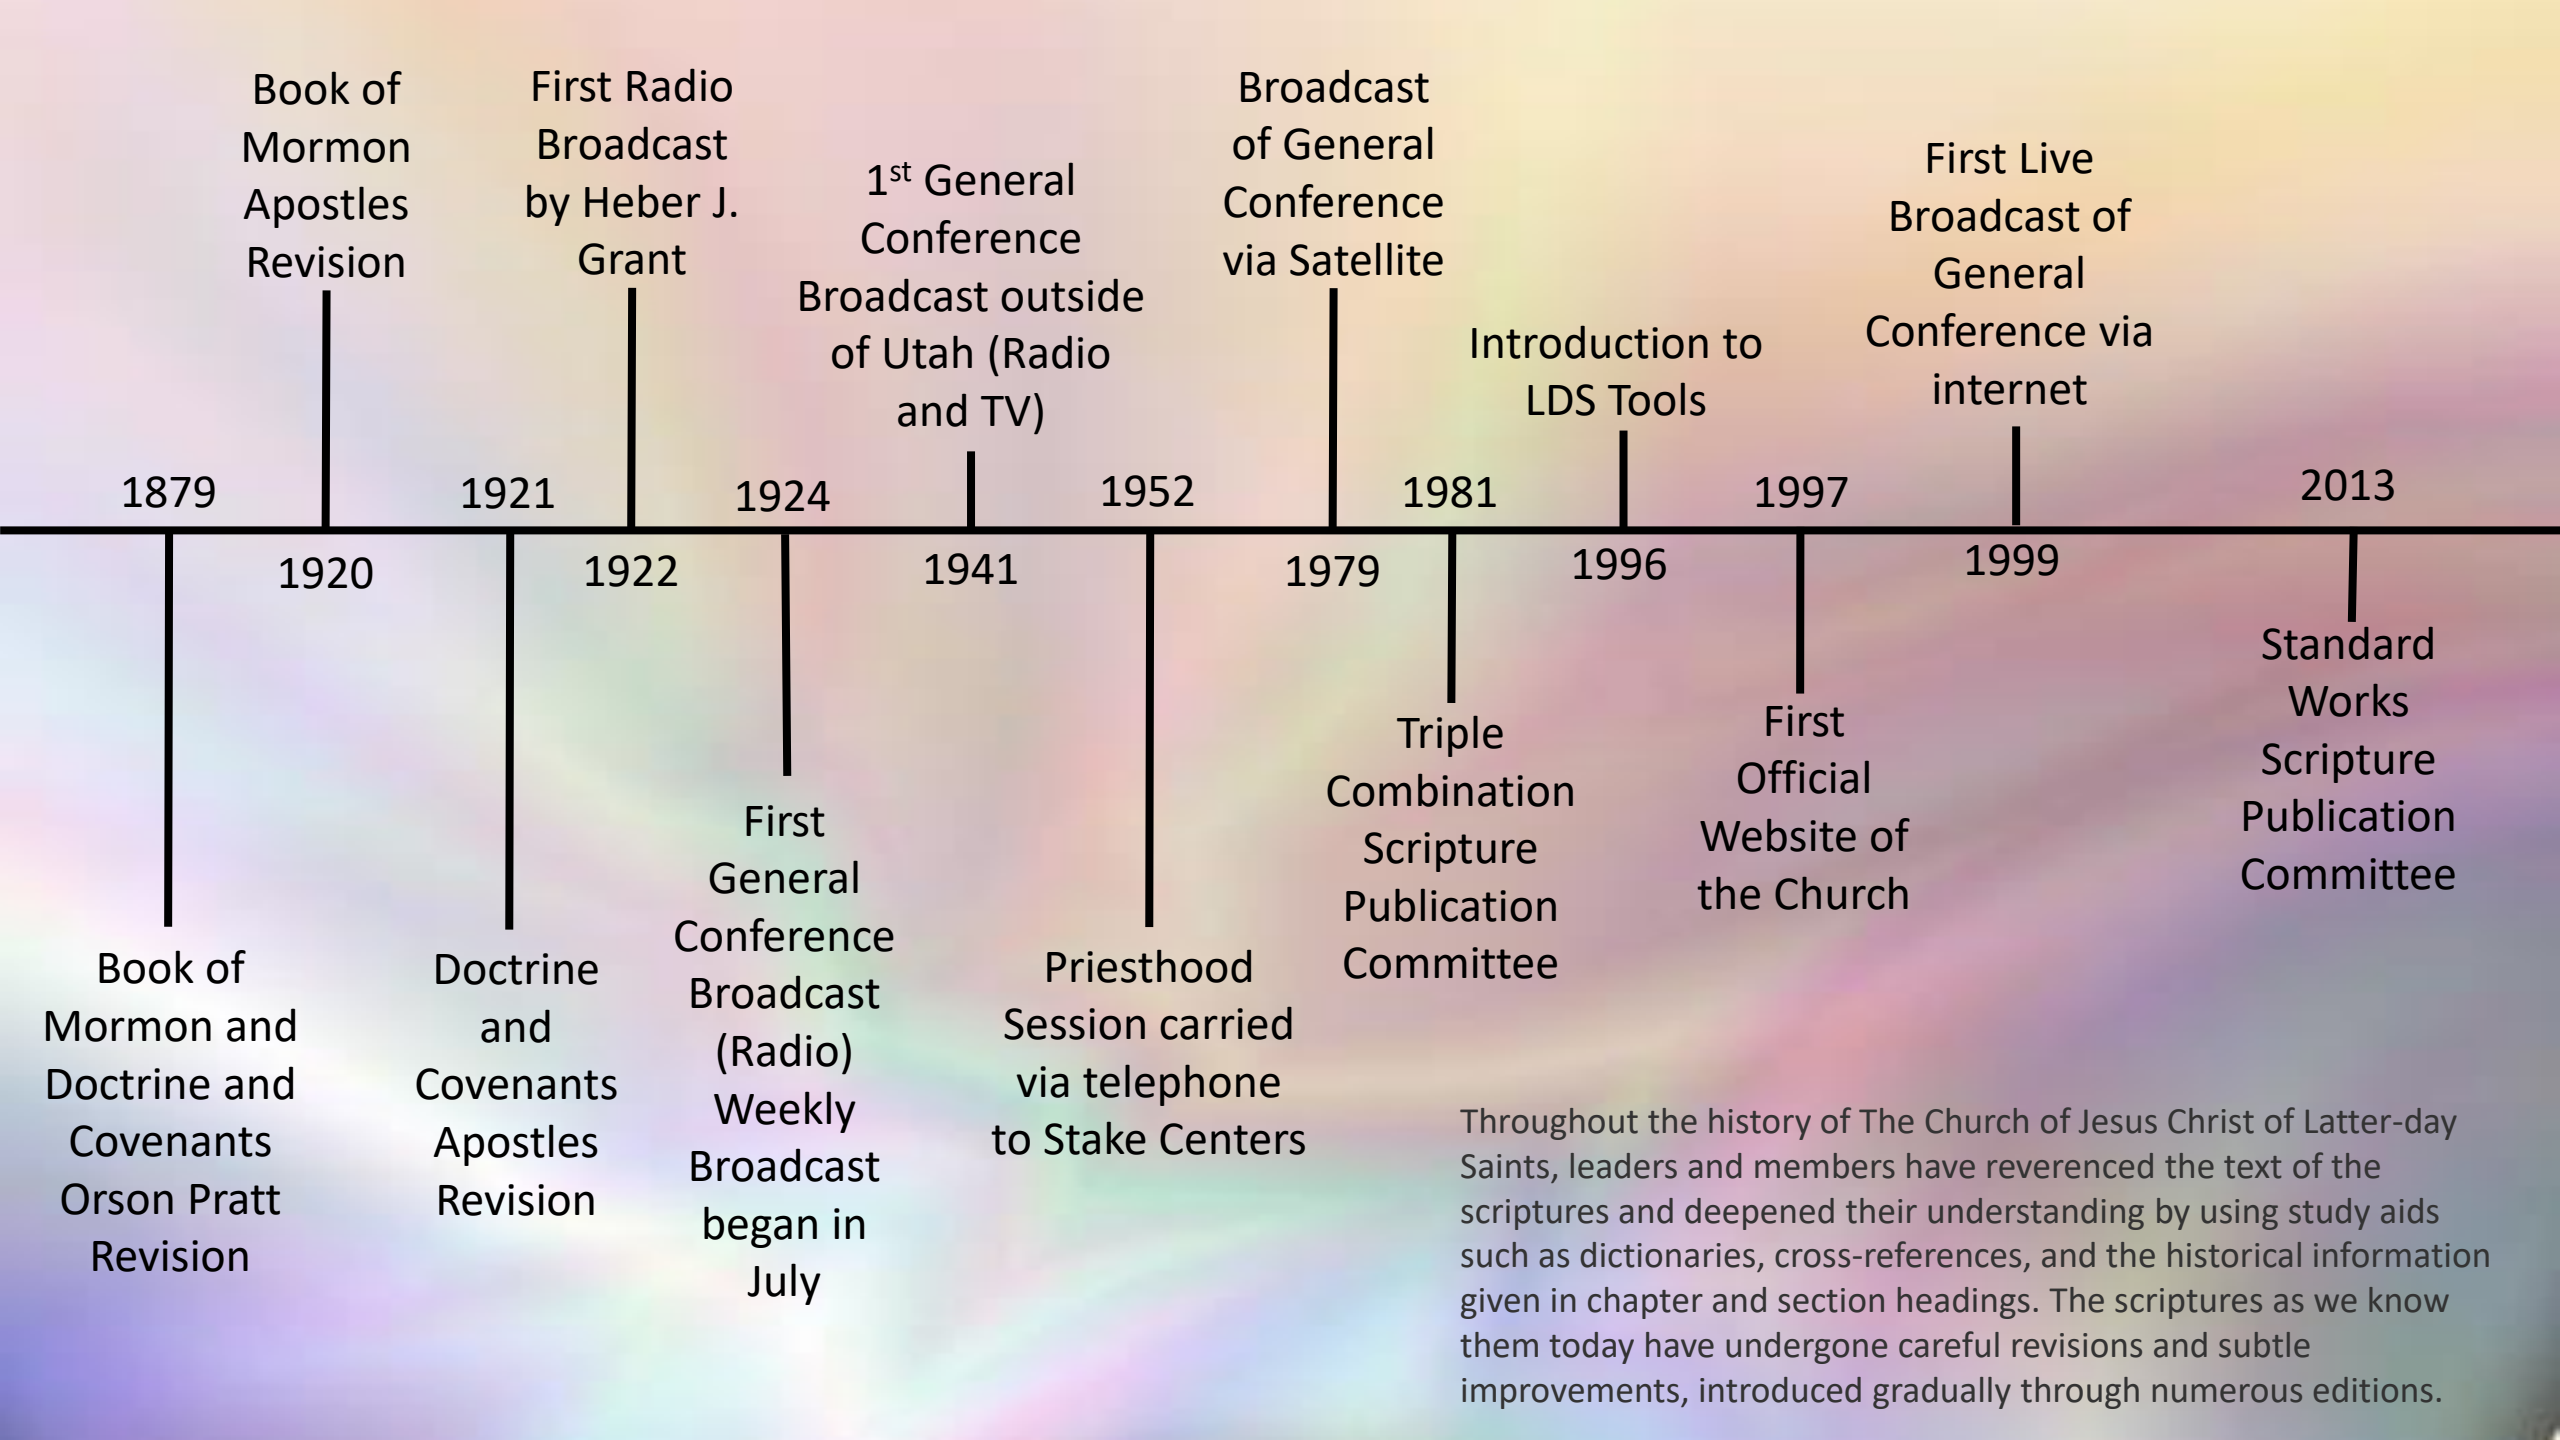 Book of
Mormon
Apostles
Revision
First Radio
Broadcast
by Heber J.
Grant
1st General
Conference
Broadcast outside
of Utah (Radio
and TV)
Broadcast
of General
Conference
via Satellite
Introduction to
LDS Tools
First Live
Broadcast of
General
Conference via
internet
1879
1921
1924
1952
1981
1997
2013
1920
1922
1941
1979
1996
1999
Book of
Mormon and
Doctrine and
Covenants
Orson Pratt
Revision
Doctrine
and
Covenants
Apostles
Revision
First
General
Conference
Broadcast
(Radio)
Weekly
Broadcast
began in
July
Priesthood
Session carried
via telephone
to Stake Centers
Triple
Combination
Scripture
Publication
Committee
First
Official
Website of
the Church
Standard
Works
Scripture
Publication
Committee
Throughout the history of The Church of Jesus Christ of Latter-day
Saints, leaders and members have reverenced the text of the
scriptures and deepened their understanding by using study aids
such as dictionaries, cross-references, and the historical information
given in chapter and section headings. The scriptures as we know
them today have undergone careful revisions and subtle
improvements, introduced gradually through numerous editions.